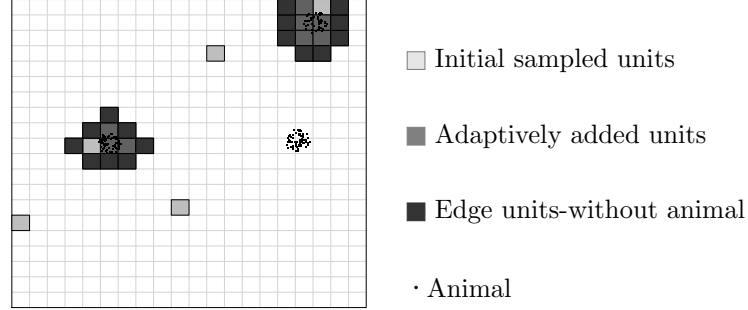 Initial sampled units
Adaptively added units
Edge units-without animal
Animal